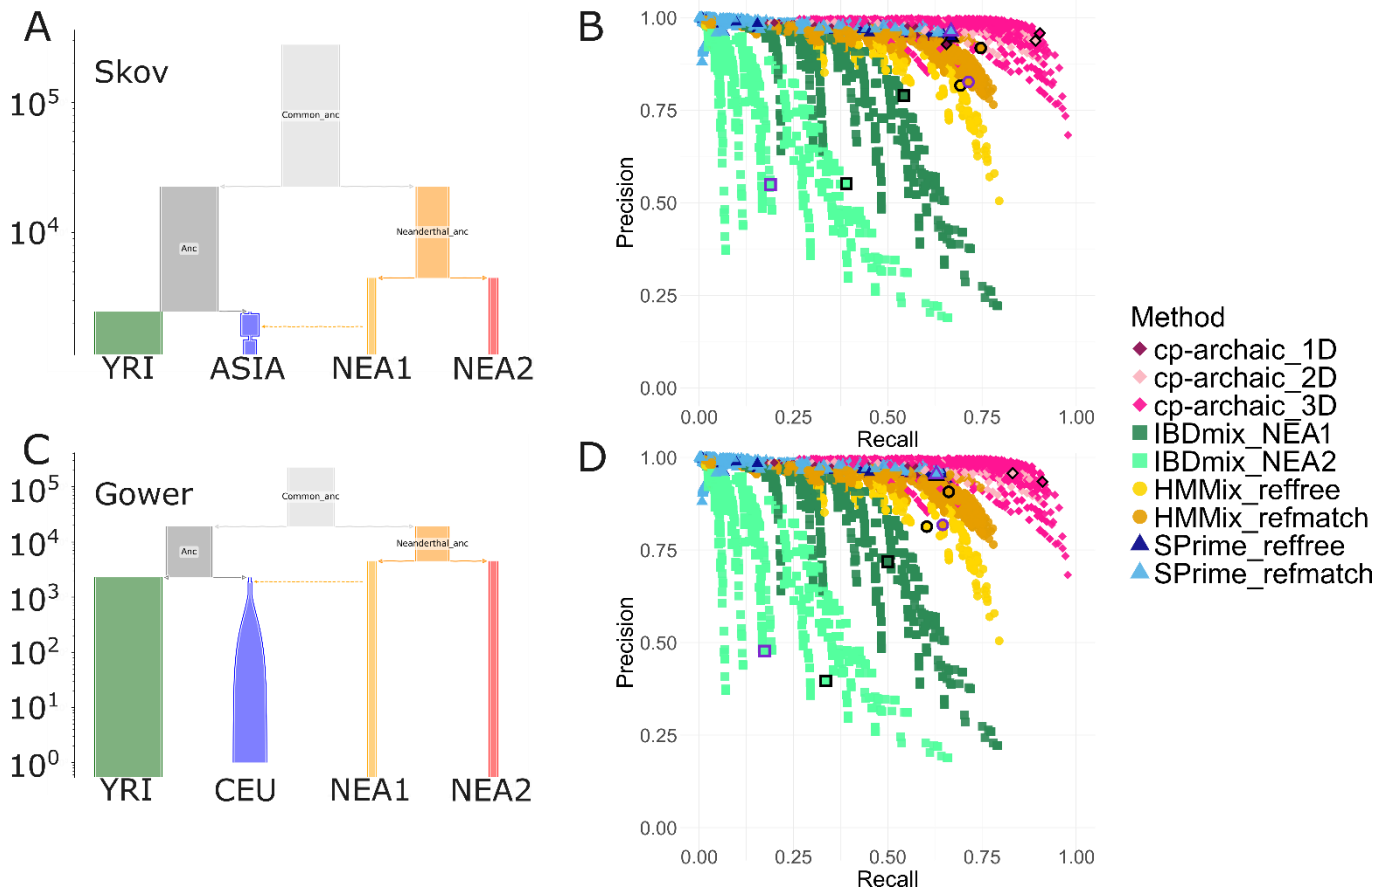 A
Skov
10^5
10^4
Common_anc
Anc
Neanderthal_anc
YRI ASIA NEA1 NEA2
B
1.00
0.75
0.50
0.25
0.00
Precision
0.00 0.25 0.50 0.75 1.00
Recall
C
Gower
10^5
10^4
10^3
10^2
10^1
10^0
Common_anc
Anc
Neanderthal_anc
YRI CEU NEA1 NEA2
D
1.00
0.75
0.50
0.25
0.00
Precision
0.00 0.25 0.50 0.75 1.00
Recall
Method
cp-archaic_1D
cp-archaic_2D
cp-archaic_3D
IBDmix_NEA1
IBDmix_NEA2
HMMix_reffree
HMMix_refmatch
SPrime_reffree
SPrime_refmatch